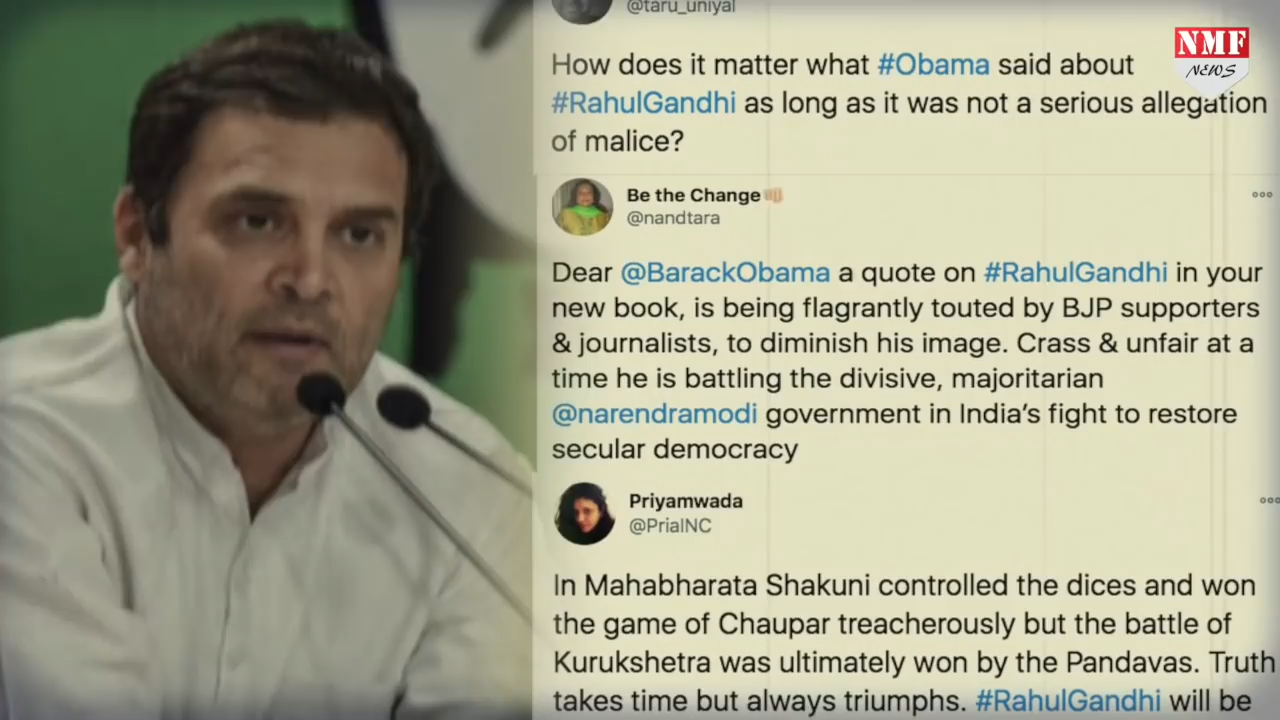 NMF
NEWS
@taru_uniyal
How does it matter what #Obama said about
#RahulGandhi as long as it was not a serious allegation
of malice?
Be the Change
@nandtara
Dear @BarackObama a quote on #RahulGandhi in your
new book, is being flagrantly touted by BJP supporters
& journalists, to diminish his image. Crass & unfair at a
time he is battling the divisive, majoritarian
@narendramodi government in India’s fight to restore
secular democracy
Priyamwada
@PriaINC
In Mahabharata Shakuni controlled the dices and won
the game of Chaupar treacherously but the battle of
Kurukshetra was ultimately won by the Pandavas. Truth
takes time but always triumphs. #RahulGandhi will be